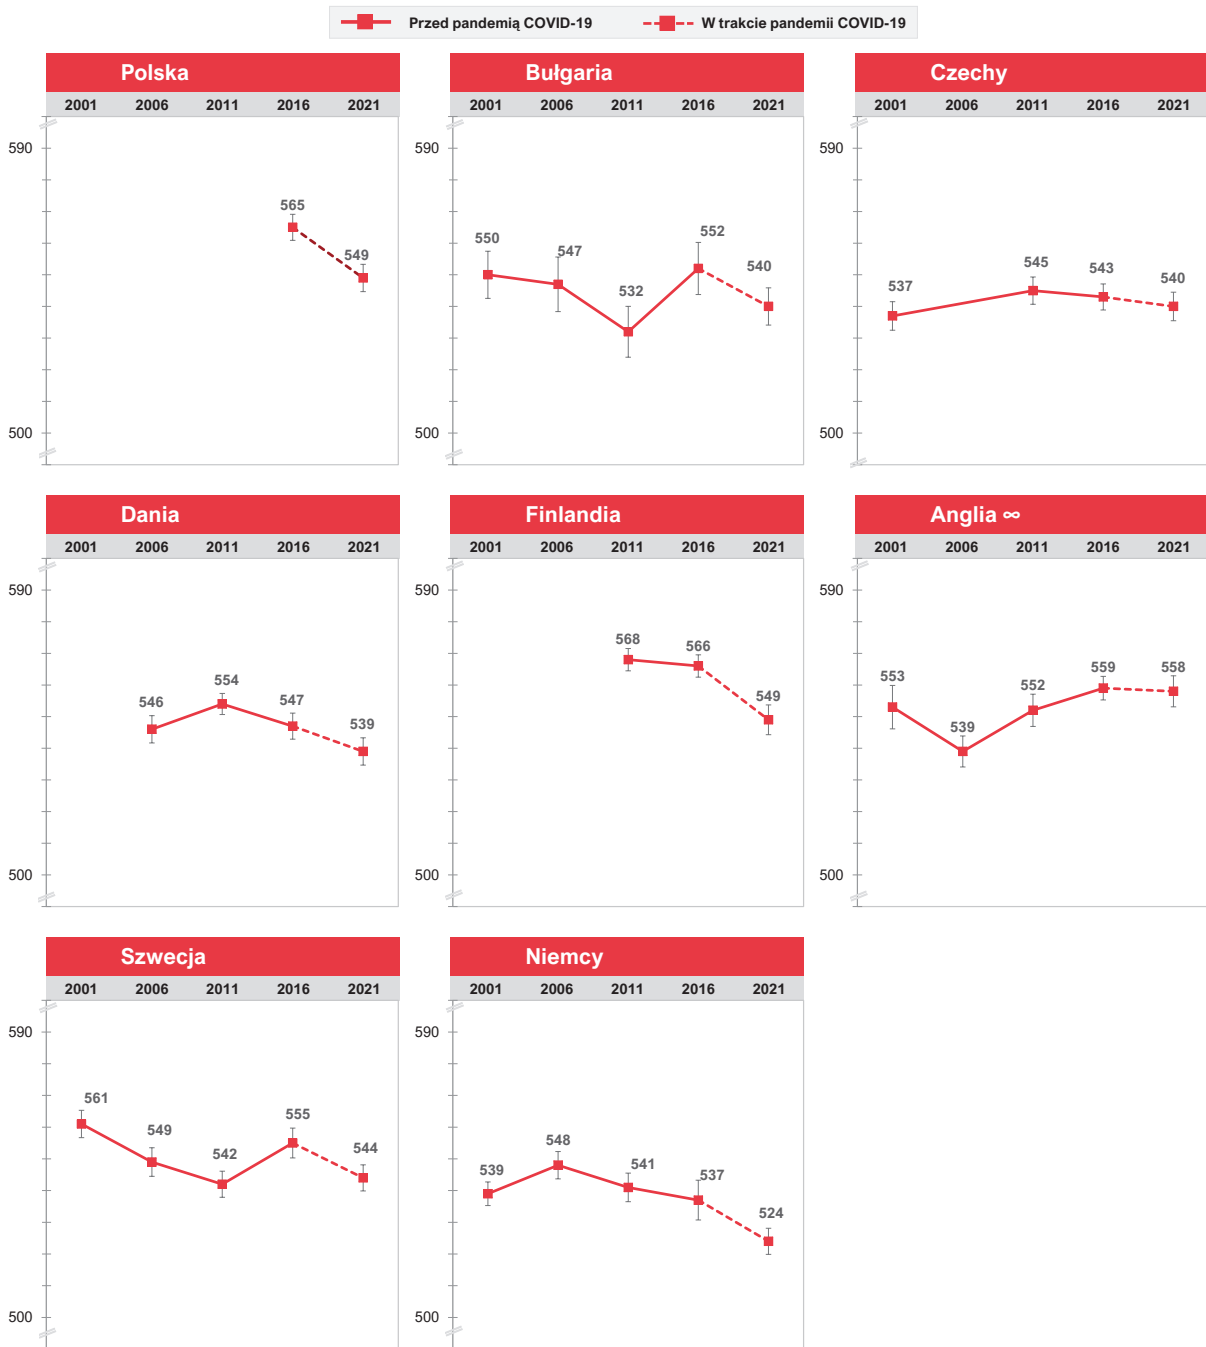 Przed pandemią COVID-19 W trakcie pandemii COVID-19
Polska
2001 2006 2011 2016 2021
590
565
549
500
Bułgaria
2001 2006 2011 2016 2021
590
550
547
532
552
540
500
Czechy
2001 2006 2011 2016 2021
590
537
545
543
540
500
Dania
2001 2006 2011 2016 2021
590
546
554
547
539
500
Finlandia
2001 2006 2011 2016 2021
590
568
566
549
500
Anglia ∞
2001 2006 2011 2016 2021
590
553
539
552
559
558
500
Szwecja
2001 2006 2011 2016 2021
590
561
549
542
555
544
500
Niemcy
2001 2006 2011 2016 2021
590
539
548
541
537
524
500